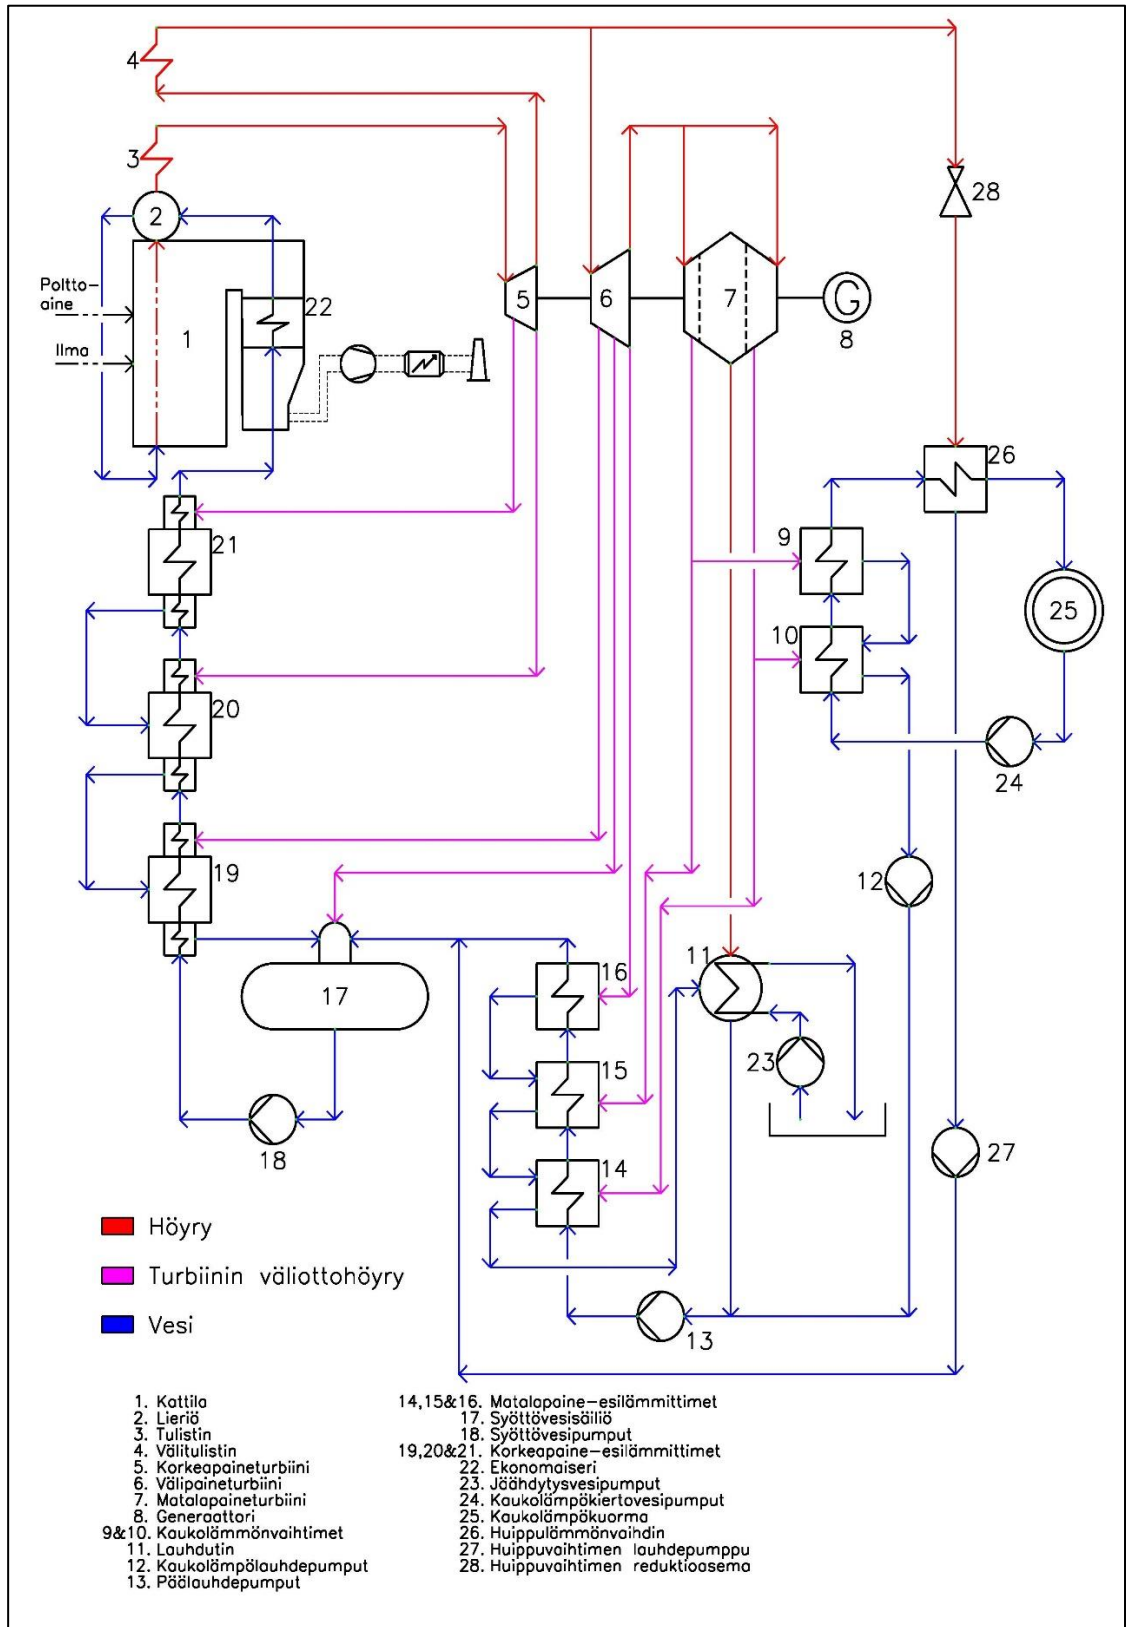 4
3
28
2
5
6
7
G
8
Poltto-
aine
1
22
Ilma
26
21
9
25
10
20
24
19
12
11
16
17
15
23
18
14
27
Höyry
Turbiinin väliottohöyry
13
Vesi
1. Kattila
2. Lieriö
3. Tulistin
4. Välitulistin
5. Korkeapaineturbiini
6. Välipaineturbiini
7. Matalapaineturbiini
8. Generaattori
9&10. Kaukolämmönvaihtimet
11. Lauhdutin
12. Kaukolämpölauhdepumput
13. Päälauhdepumput
14,15&16. Matalapaine-esilämmittimet
17. Syöttövesisäiliö
18. Syöttövesipumput
19,20&21. Korkeapaine-esilämmittimet
22. Ekonomaiseri
23. Jäähdytysvesipumput
24. Kaukolämpökiertovesipumput
25. Kaukolämpökuorma
26. Huippulämmönvaihdin
27. Huippuvaihtimen lauhdepumppu
28. Huippuvaihtimen reduktioasema